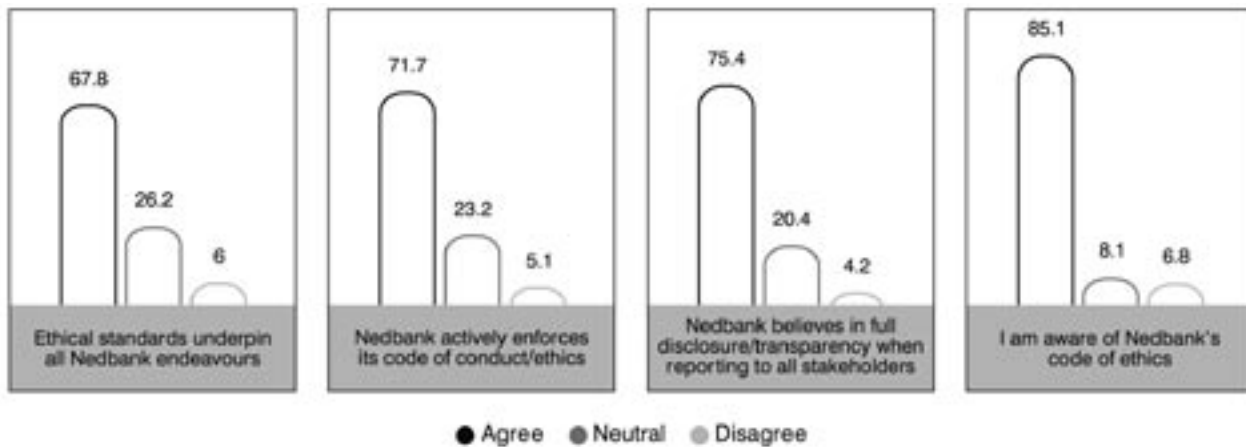 67.8
26.2
6
Ethical standards underpin
all Nedbank endeavours
71.7
23.2
5.1
Nedbank actively enforces
its code of conduct/ethics
75.4
20.4
4.2
Nedbank believes in full
disclosure/transparency when
reporting to all stakeholders
85.1
8.1
6.8
I am aware of Nedbank's
code of ethics
Agree Neutral Disagree